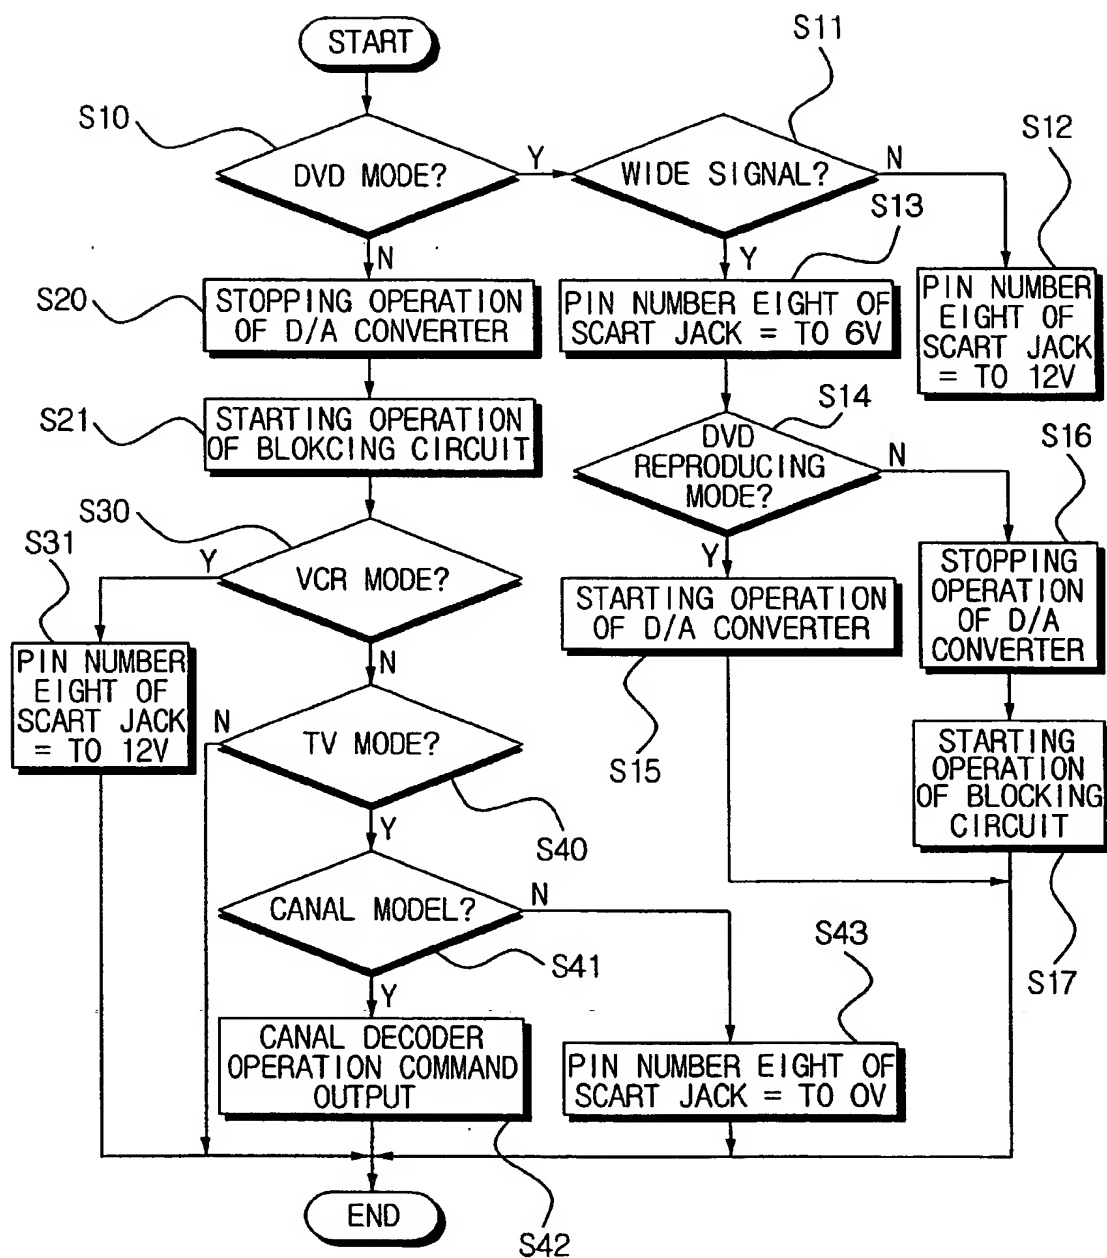 START
S11
S10
S12
DVD MODE?
Y
WIDE SIGNAL?
N
S13
N
Y
S20
STOPPING OPERATION
OF D/A CONVERTER
PIN NUMBER EIGHT OF
SCART JACK = TO 6V
PIN NUMBER
EIGHT OF
SCART JACK
= TO 12V
S21
STARTING OPERATION
OF BLOKCING CIRCUIT
S14
DVD
REPRODUCING
MODE?
N
S16
S30
S31
Y
VCR MODE?
Y
STARTING OPERATION
OF D/A CONVERTER
STOPPING
OPERATION
OF D/A
CONVERTER
PIN NUMBER
EIGHT OF
SCART JACK
= TO 12V
N
N
TV MODE?
S15
STARTING
OPERATION
OF BLOCKING
CIRCUIT
Y
S40
CANAL MODEL?
N
S41
S43
S17
Y
CANAL DECODER
OPERATION COMMAND
OUTPUT
PIN NUMBER EIGHT OF
SCART JACK = TO 0V
END
S42